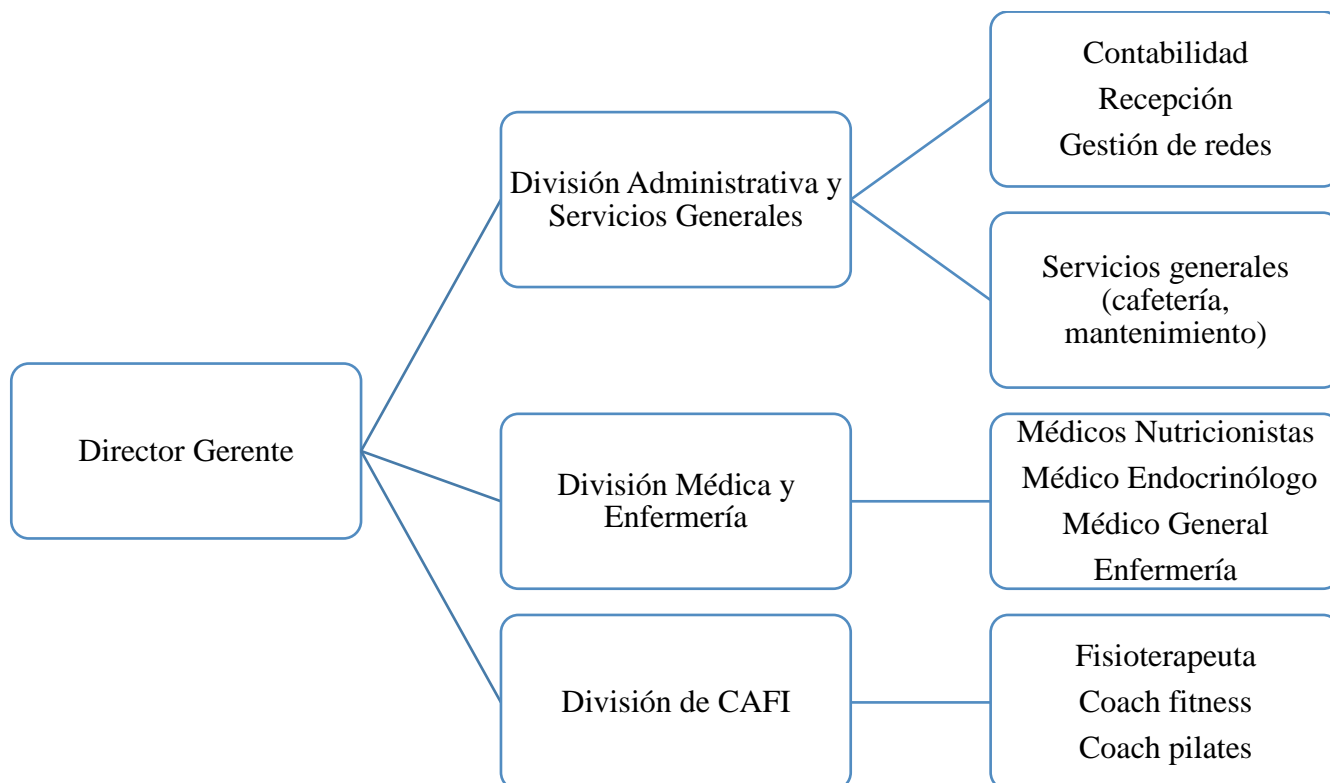 Contabilidad
Recepción
Gestión de redes
División Administrativa y
Servicios Generales
Servicios generales
(cafetería,
mantenimiento)
Director Gerente
División Médica y
Enfermería
Médicos Nutricionistas
Médico Endocrinólogo
Médico General
Enfermería
División de CAFI
Fisioterapeuta
Coach fitness
Coach pilates